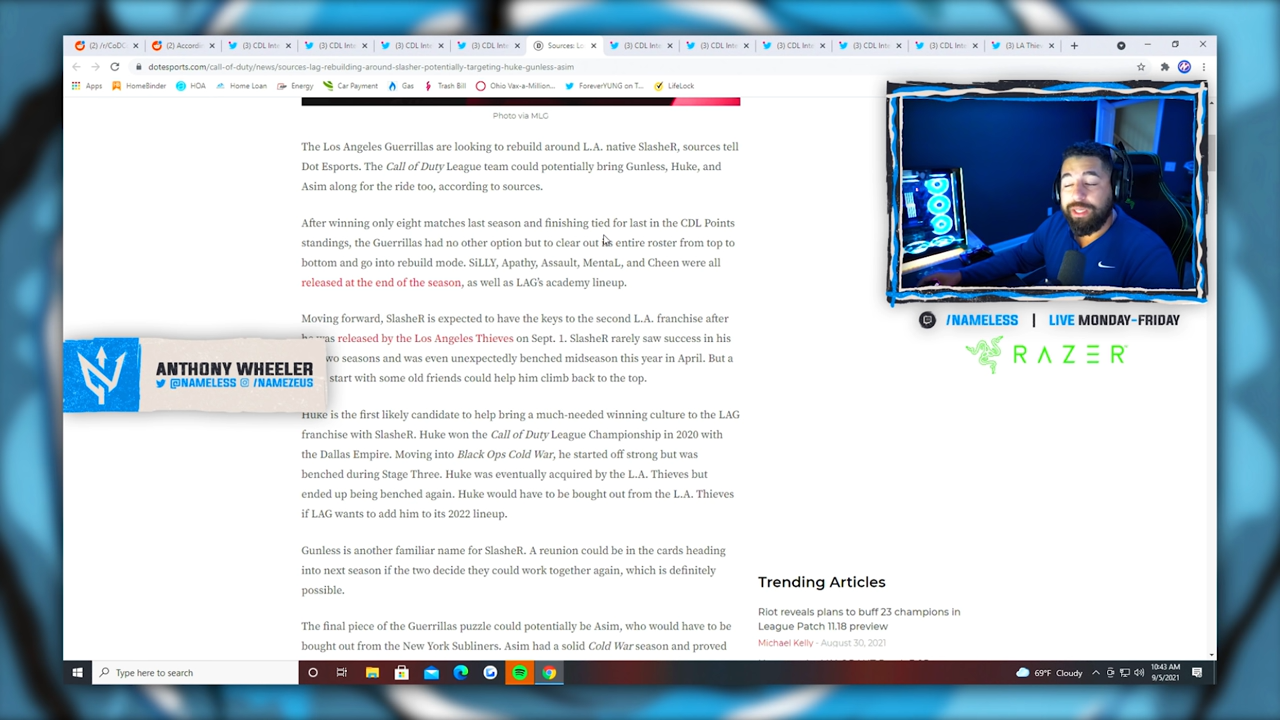 (2) /r/CoDC
(2) Accordi
(3) CDL Inte
(3) CDL Inte
(3) CDL Inte
(3) CDL Inte
Sources: Lo
(3) CDL Inte
(3) CDL Inte
(3) CDL Inte
(3) CDL Inte
(3) CDL Inte
(3) LA Thie
dotesports.com/call-of-duty/news/sources-lag-rebuilding-around-slasher-potentially-targeting-huke-gunless-asim
Apps HomeBinder HOA Home Loan Energy Car Payment Gas Trash Bill Ohio Vax-a-Million... ForeverYUNG on T... LifeLock
Photo via MLG
The Los Angeles Guerrillas are looking to rebuild around L.A. native SlasheR, sources tell
Dot Esports. The Call of Duty League team could potentially bring Gunless, Huke, and
Asim along for the ride too, according to sources.
After winning only eight matches last season and finishing tied for last in the CDL Points
standings, the Guerrillas had no other option but to clear out its entire roster from top to
bottom and go into rebuild mode. SiLLY, Apathy, Assault, MentaL, and Cheen were all
released at the end of the season, as well as LAG's academy lineup.
Moving forward, SlasheR is expected to have the keys to the second L.A. franchise after
he was released by the Los Angeles Thieves on Sept. 1. SlasheR rarely saw success in his
two seasons and was even unexpectedly benched midseason this year in April. But a
start with some old friends could help him climb back to the top.
Huke is the first likely candidate to help bring a much-needed winning culture to the LAG
franchise with SlasheR. Huke won the Call of Duty League Championship in 2020 with
the Dallas Empire. Moving into Black Ops Cold War, he started off strong but was
benched during Stage Three. Huke was eventually acquired by the L.A. Thieves but
ended up being benched again. Huke would have to be bought out from the L.A. Thieves
if LAG wants to add him to its 2022 lineup.
Gunless is another familiar name for SlasheR. A reunion could be in the cards heading
into next season if the two decide they could work together again, which is definitely
possible.
The final piece of the Guerrillas puzzle could potentially be Asim, who would have to be
bought out from the New York Subliners. Asim had a solid Cold War season and proved
ANTHONY WHEELER
@NAMELESS /NAMEZEUS
/NAMELESS | LIVE MONDAY-FRIDAY
RAZER
Trending Articles
Riot reveals plans to buff 23 champions in
League Patch 11.18 preview
Michael Kelly - August 30, 2021
Type here to search
69°F Cloudy
10:43 AM
9/5/2021